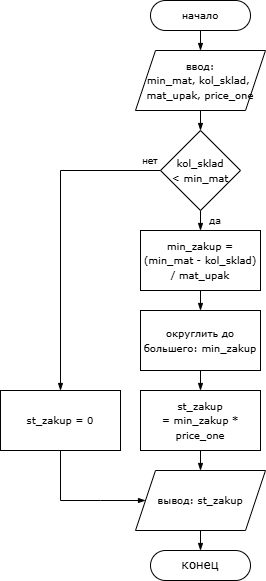 начало
ввод:
min_mat, kol_sklad,
mat_upak, price_one
kol_sklad
< min_mat
нет
да
min_zakup =
(min_mat - kol_sklad)
/ mat_upak
округлить до
большего: min_zakup
st_zakup = 0
st_zakup
= min_zakup *
price_one
вывод: st_zakup
конец